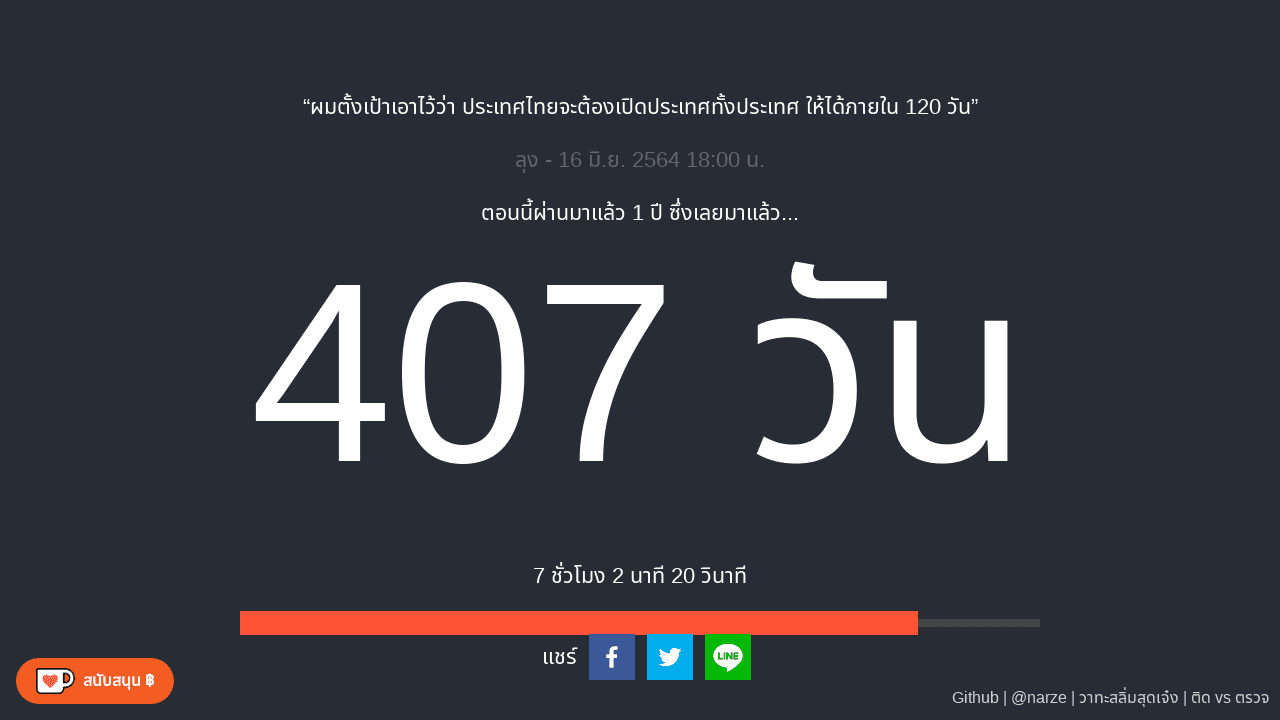 “ผมตั้งเป้าเอาไว้ว่า ประเทศไทยจะต้องเปิดประเทศทั้งประเทศ ให้ได้ภายใน 120 วัน”
ลุง - 16 มิ.ย. 2564 18:00 น.
ตอนนี้ผ่านมาแล้ว 1 ปี ซึ่งเลยมาแล้ว...
407 วัน
7 ชั่วโมง 2 นาที 20 วินาที
แชร์ LINE
สนับสนุน ฿
Github | @narze | วาทะสลิ่มสุดเจ๋ง | ติด vs ตรวจ